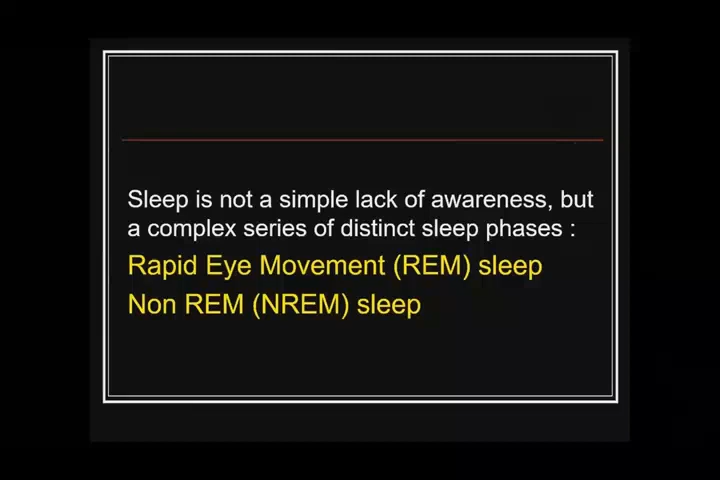 Sleep is not a simple lack of awareness, but
a complex series of distinct sleep phases :
Rapid Eye Movement (REM) sleep
Non REM (NREM) sleep